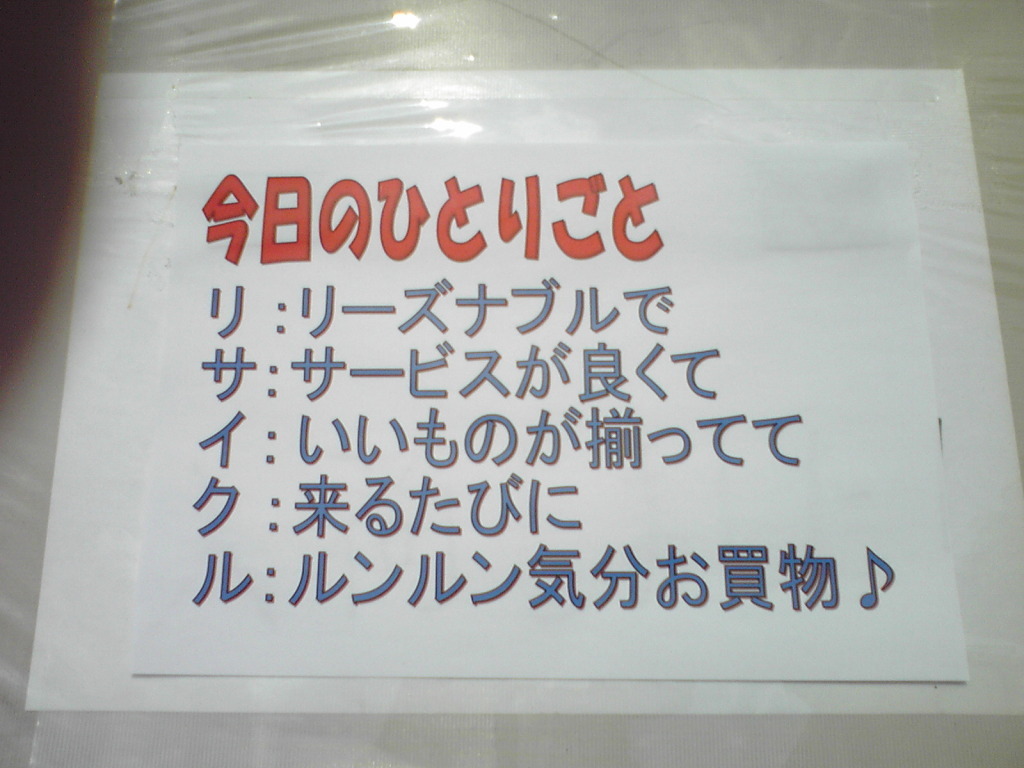 今日のひとりごと
リ：リーズナブルで
サ：サービスが良くて
イ：いいものが揃ってて
ク：来るたびに
ル：ルンルン気分お買物♪